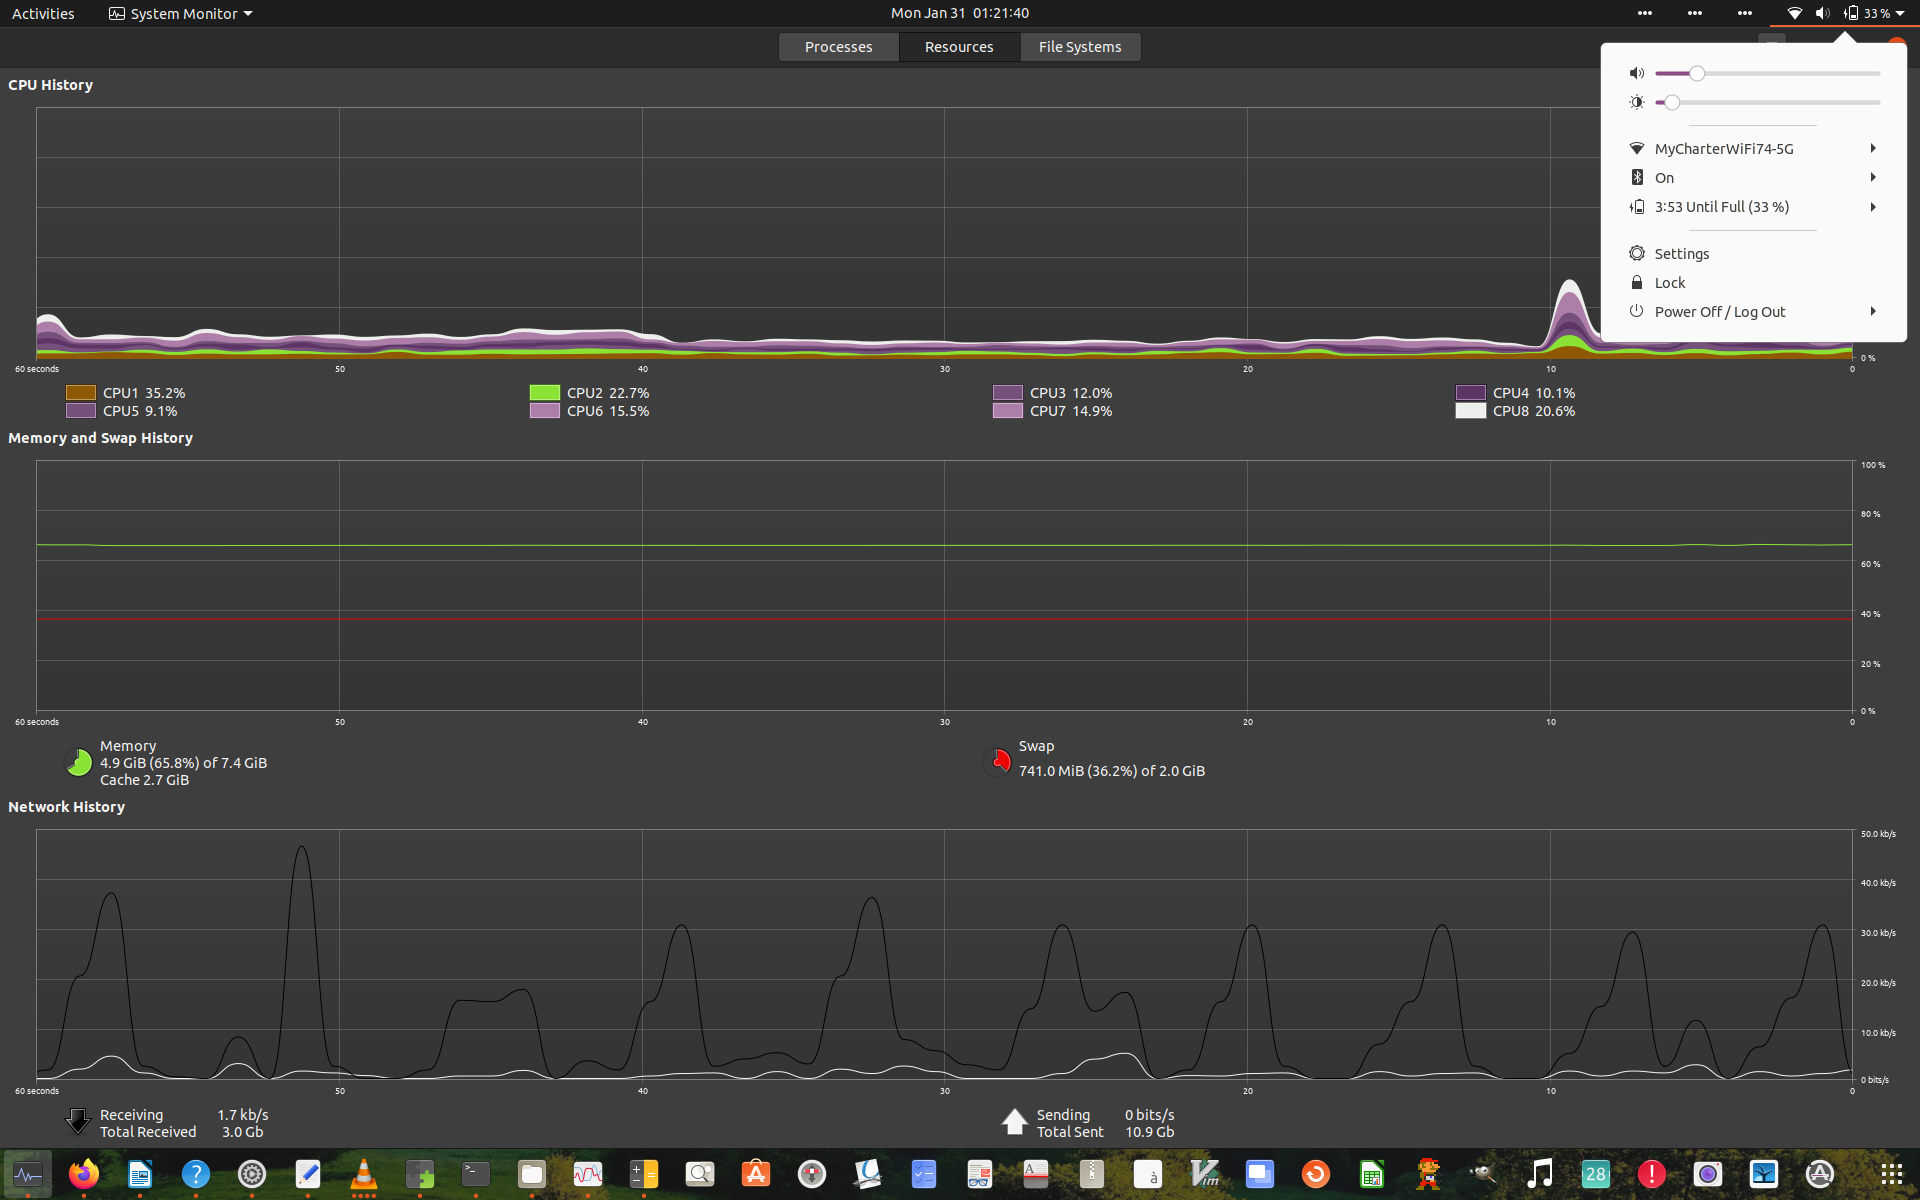 Activities
System Monitor
Mon Jan 31 01:21:40
33 %
Processes
Resources
File Systems
MyCharterWiFi74-5G
On
3:53 Until Full (33 %)
Settings
Lock
Power Off / Log Out
CPU History
0 %
60 seconds 50 40 30 20 10 0
CPU1 35.2% CPU2 22.7% CPU3 12.0% CPU4 10.1%
CPU5 9.1% CPU6 15.5% CPU7 14.9% CPU8 20.6%
Memory and Swap History
100 %
80 %
60 %
40 %
20 %
0 %
60 seconds 50 40 30 20 10 0
Memory
4.9 GiB (65.8%) of 7.4 GiB
Cache 2.7 GiB
Swap
741.0 MiB (36.2%) of 2.0 GiB
Network History
50.0 kb/s
40.0 kb/s
30.0 kb/s
20.0 kb/s
10.0 kb/s
0 bits/s
60 seconds 50 40 30 20 10 0
Receiving 1.7 kb/s
Total Received 3.0 Gb
Sending 0 bits/s
Total Sent 10.9 Gb
?
>_
A
à
Vim
28
!
A